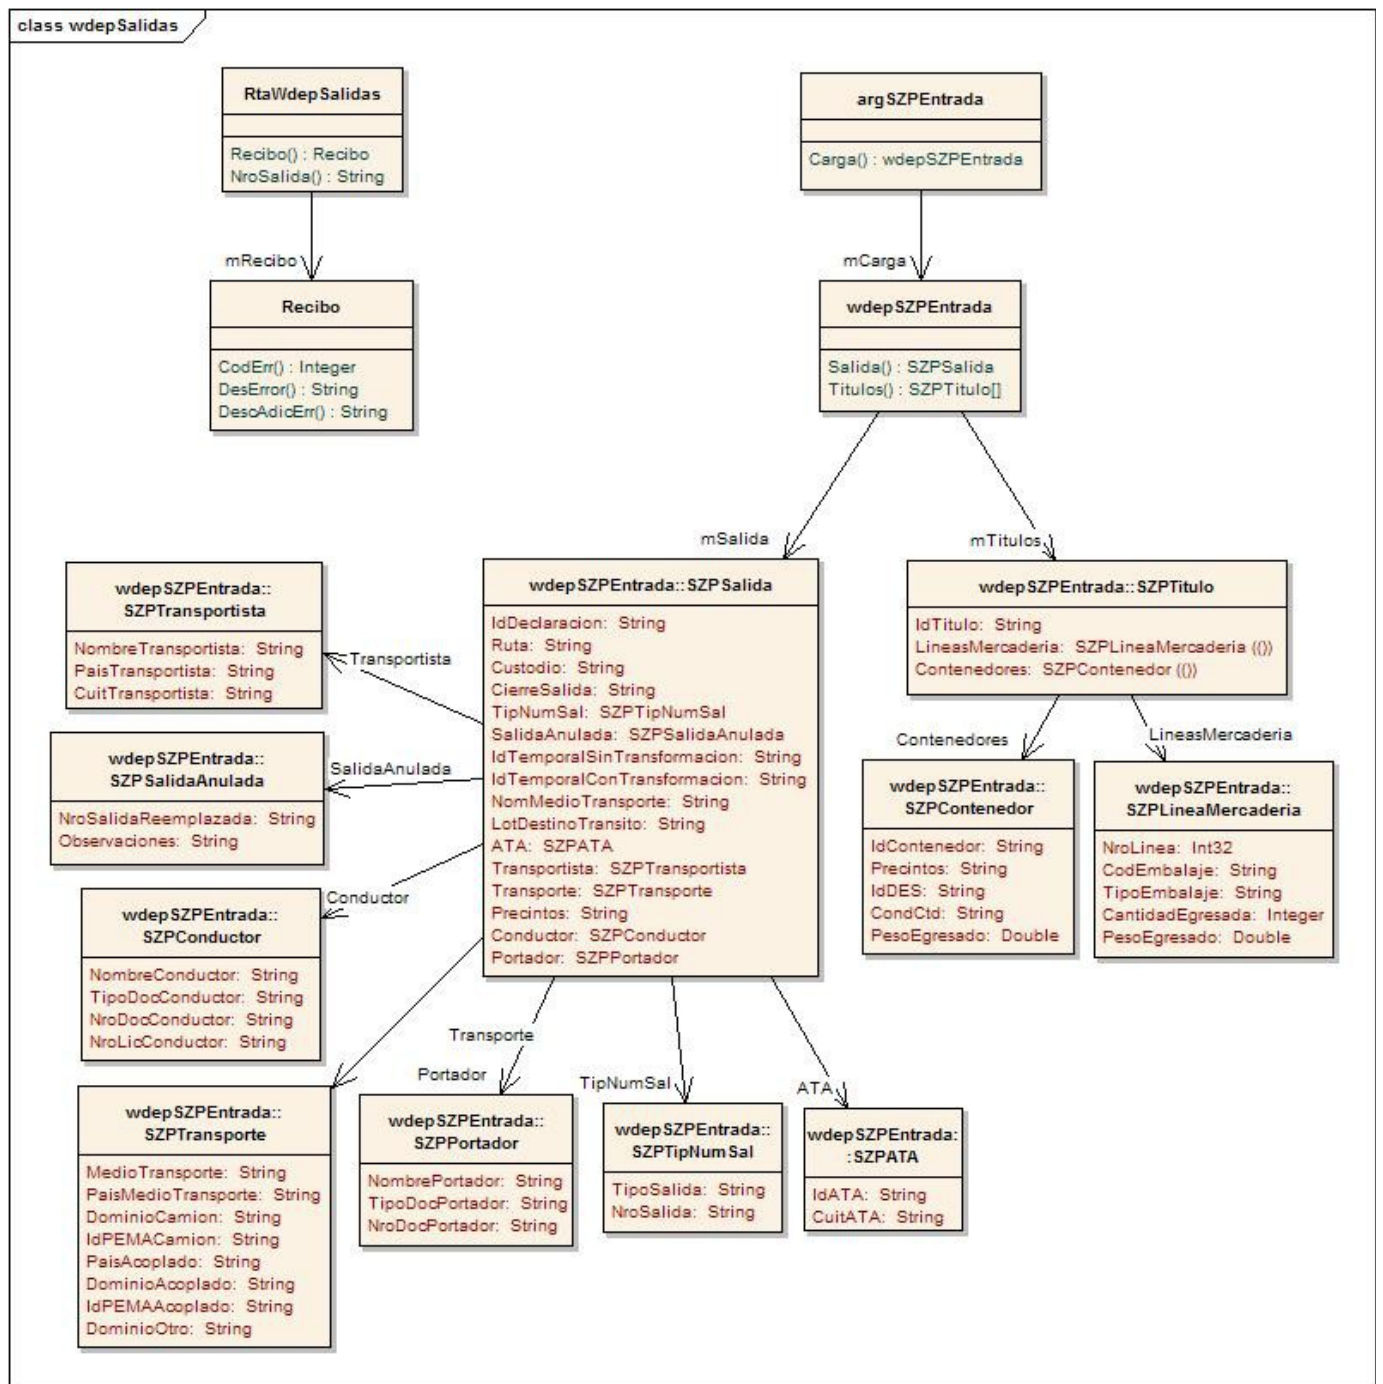 class wdepSalidas
RtaWdepSalidas
Recibo() : Recibo
NroSalida() : String
argSZPEntrada
Carga() : wdepSZPEntrada
mRecibo
mCarga
Recibo
CodErr() : Integer
DesError() : String
DescAdicErr() : String
wdepSZPEntrada
Salida() : SZPSalida
Titulos() : SZPTitulo[]
mSalida
mTitulos
wdepSZPEntrada::
SZPTransportista
NombreTransportista: String
PaisTransportista: String
CuitTransportista: String
Transportista
wdepSZPEntrada::SZPSalida
IdDeclaracion: String
Ruta: String
Custodio: String
CierreSalida: String
TipNumSal: SZPTipNumSal
SalidaAnulada: SZPSalidaAnulada
IdTemporalSinTransformacion: String
IdTemporalConTransformacion: String
NomMedioTransporte: String
LotDestinoTransito: String
ATA: SZPATA
Transportista: SZPTransportista
Transporte: SZPTransporte
Precintos: String
Conductor: SZPConductor
Portador: SZPPortador
wdepSZPEntrada::SZPTitulo
IdTitulo: String
LineasMercaderia: SZPLineaMercaderia (())
Contenedores: SZPContenedor (())
Contenedores
LineasMercaderia
wdepSZPEntrada::
SZPSalidaAnulada
NroSalidaReemplazada: String
Observaciones: String
SalidaAnulada
wdepSZPEntrada::
SZPContenedor
IdContenedor: String
Precintos: String
IdDES: String
CondCtd: String
PesoEgresado: Double
wdepSZPEntrada::
SZPLineaMercaderia
NroLinea: Int32
CodEmbalaje: String
TipoEmbalaje: String
CantidadEgresada: Integer
PesoEgresado: Double
wdepSZPEntrada::
SZPConductor
NombreConductor: String
TipoDocConductor: String
NroDocConductor: String
NroLicConductor: String
Conductor
Transporte
Portador
TipNumSal
ATA
wdepSZPEntrada::
SZPTransporte
MedioTransporte: String
PaisMedioTransporte: String
DominioCamion: String
IdPEMACamion: String
PaisAcoplado: String
DominioAcoplado: String
IdPEMAAcoplado: String
DominioOtro: String
wdepSZPEntrada::
SZPPortador
NombrePortador: String
TipoDocPortador: String
NroDocPortador: String
wdepSZPEntrada::
SZPTipNumSal
TipoSalida: String
NroSalida: String
wdepSZPEntrada:
:SZPATA
IdATA: String
CuitATA: String